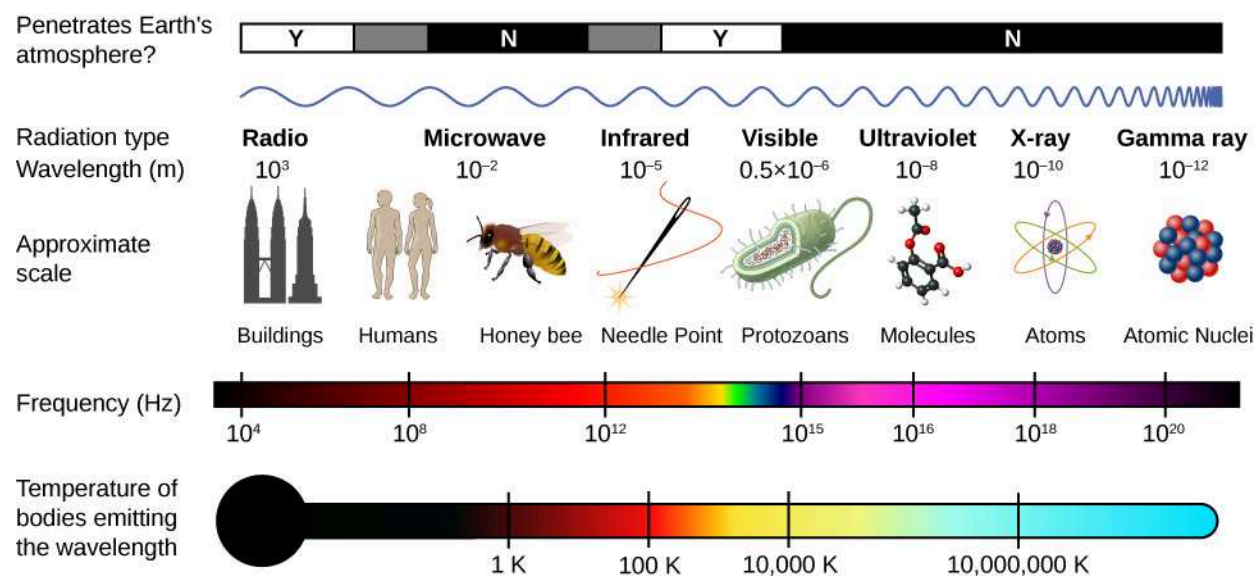 Penetrates Earth's
atmosphere?
Y N Y N
Radiation type
Radio Microwave Infrared Visible Ultraviolet X-ray Gamma ray
Wavelength (m)
10³ 10⁻² 10⁻⁵ 0.5×10⁻⁶ 10⁻⁸ 10⁻¹⁰ 10⁻¹²
Approximate
scale
Buildings Humans Honey bee Needle Point Protozoans Molecules Atoms Atomic Nuclei
Frequency (Hz)
10⁴ 10⁸ 10¹² 10¹⁵ 10¹⁶ 10¹⁸ 10²⁰
Temperature of
bodies emitting
the wavelength
1 K 100 K 10,000 K 10,000,000 K